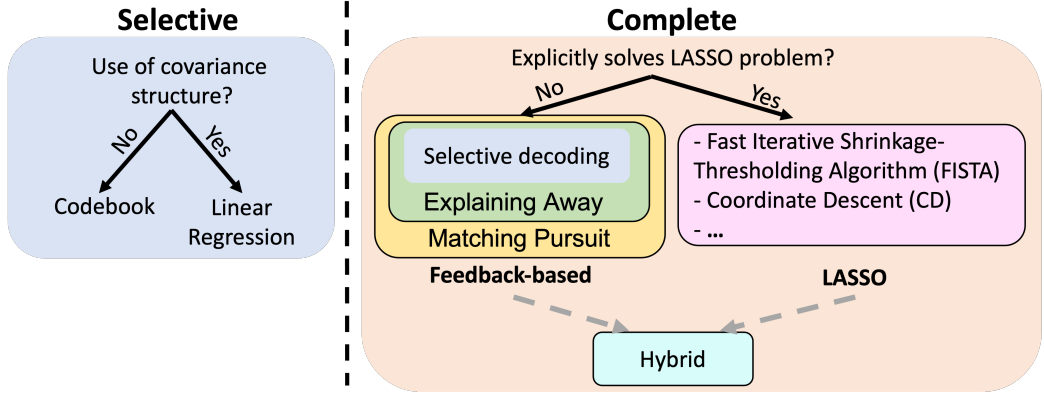 Selective
Use of covariance
structure?
No
Yes
Codebook
Linear
Regression
Complete
Explicitly solves LASSO problem?
No
Yes
Selective decoding
Explaining Away
Matching Pursuit
Feedback-based
- Fast Iterative Shrinkage-
Thresholding Algorithm (FISTA)
- Coordinate Descent (CD)
- ...
LASSO
Hybrid